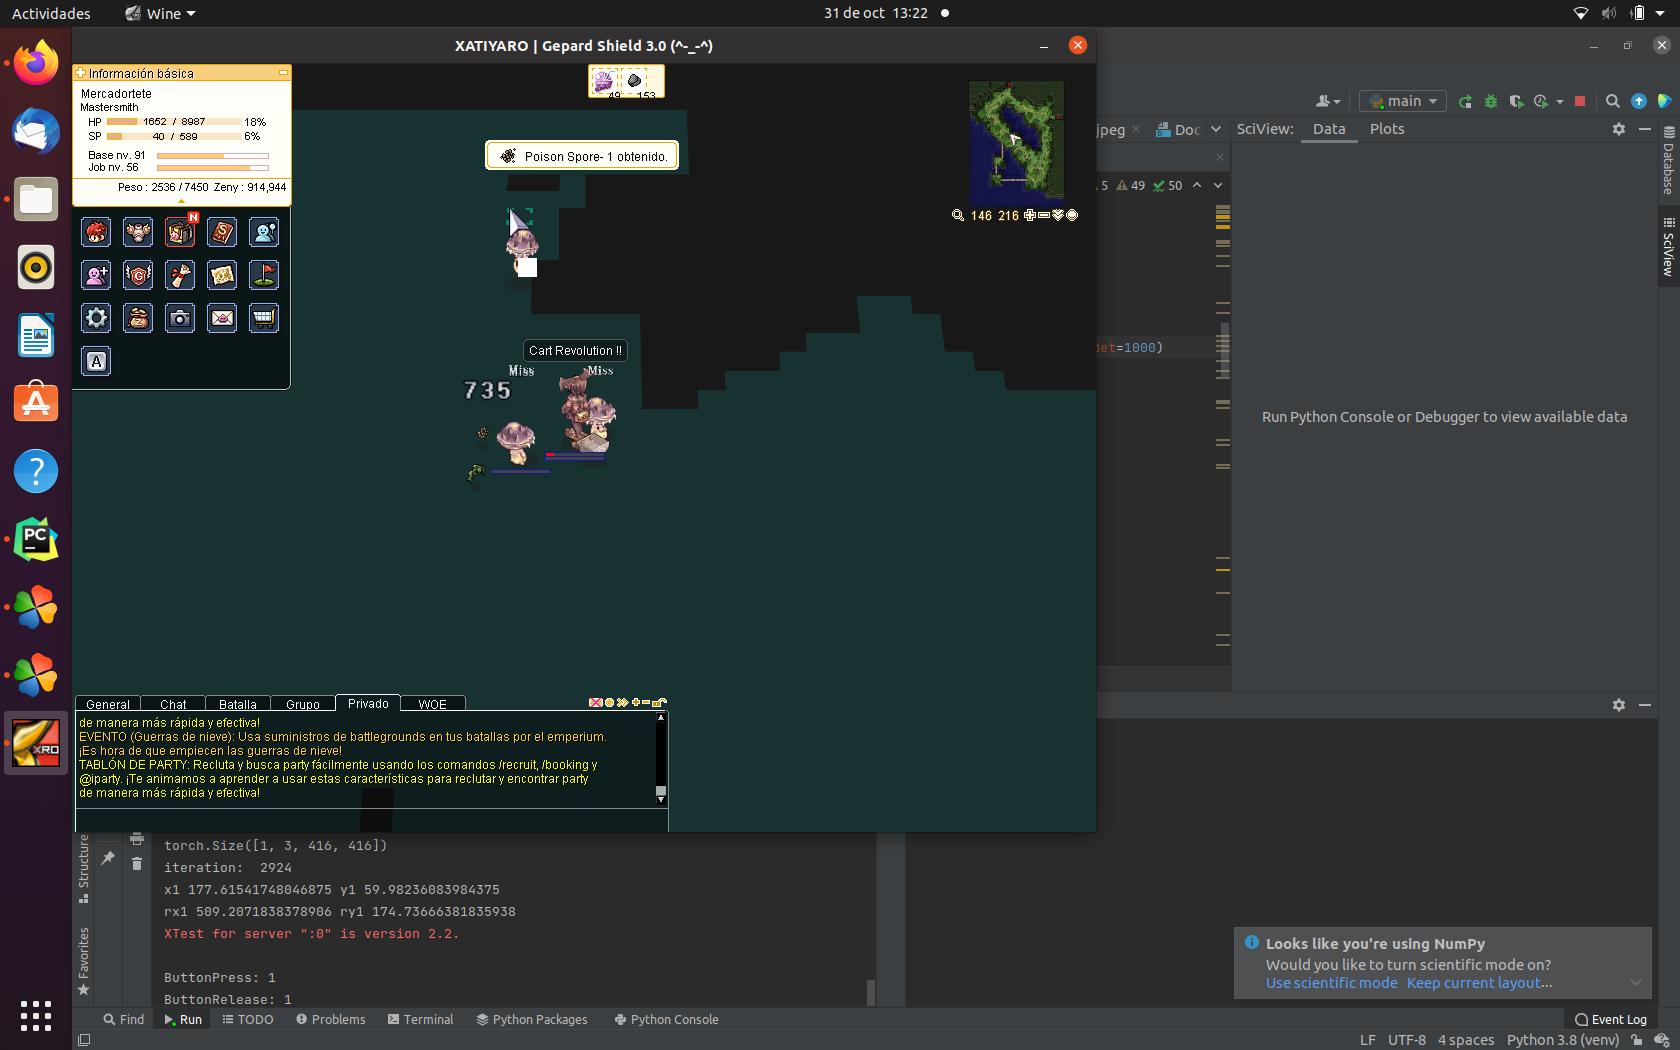 Actividades
Wine
31 de oct 13:22
XATIYARO | Gepard Shield 3.0 (^-_-^)
Información básica
Mercadortete
Mastersmith
HP 1652 / 8987 18%
SP 40 / 589 6%
Base nv. 91
Job nv. 56
Peso : 2536 / 7450 Zeny : 914,944
N
A
49 153
Poison Spore- 1 obtenido.
146 216
Cart Revolution !!
Miss
Miss
735
General Chat Batalla Grupo Privado WOE
de manera más rápida y efectiva!
EVENTO (Guerras de nieve): Usa suministros de battlegrounds en tus batallas por el emperium.
¡Es hora de que empiecen las guerras de nieve!
TABLÓN DE PARTY: Recluta y busca party fácilmente usando los comandos /recruit, /booking y
@iparty. ¡Te animamos a aprender a usar estas características para reclutar y encontrar party
de manera más rápida y efectiva!
main
jpeg
Doc
SciView: Data Plots
5 49 50
det=1000)
Run Python Console or Debugger to view available data
Database
SciView
PC
XRO
Structure
Favorites
torch.Size([1, 3, 416, 416])
iteration: 2924
x1 177.61541748046875 y1 59.98236083984375
rx1 509.2071838378906 ry1 174.73666381835938
XTest for server ":0" is version 2.2.
ButtonPress: 1
ButtonRelease: 1
Looks like you're using NumPy
Would you like to turn scientific mode on?
Use scientific mode Keep current layout...
Find Run TODO Problems Terminal Python Packages Python Console
Event Log
LF UTF-8 4 spaces Python 3.8 (venv)